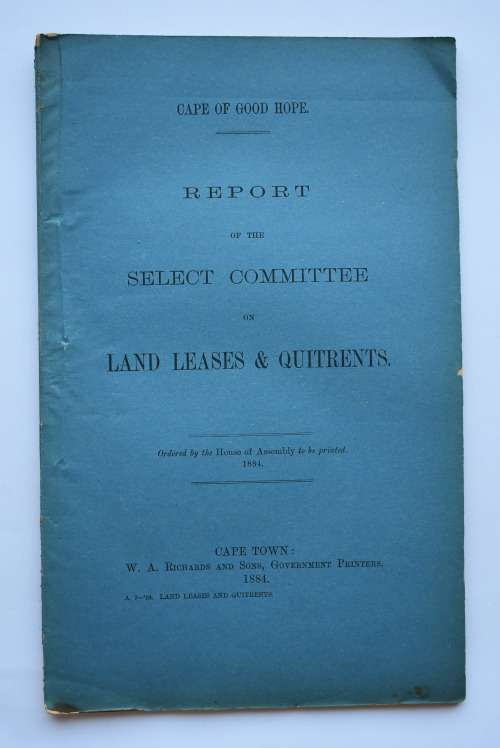 CAPE OF GOOD HOPE.
REPORT
OF THE
SELECT COMMITTEE
ON
LAND LEASES & QUITRENTS.
Ordered by the House of Assembly to be printed.
1884.
CAPE TOWN:
W. A. RICHARDS AND SONS, GOVERNMENT PRINTERS.
1884.
LAND LEASES AND QUITRENTS